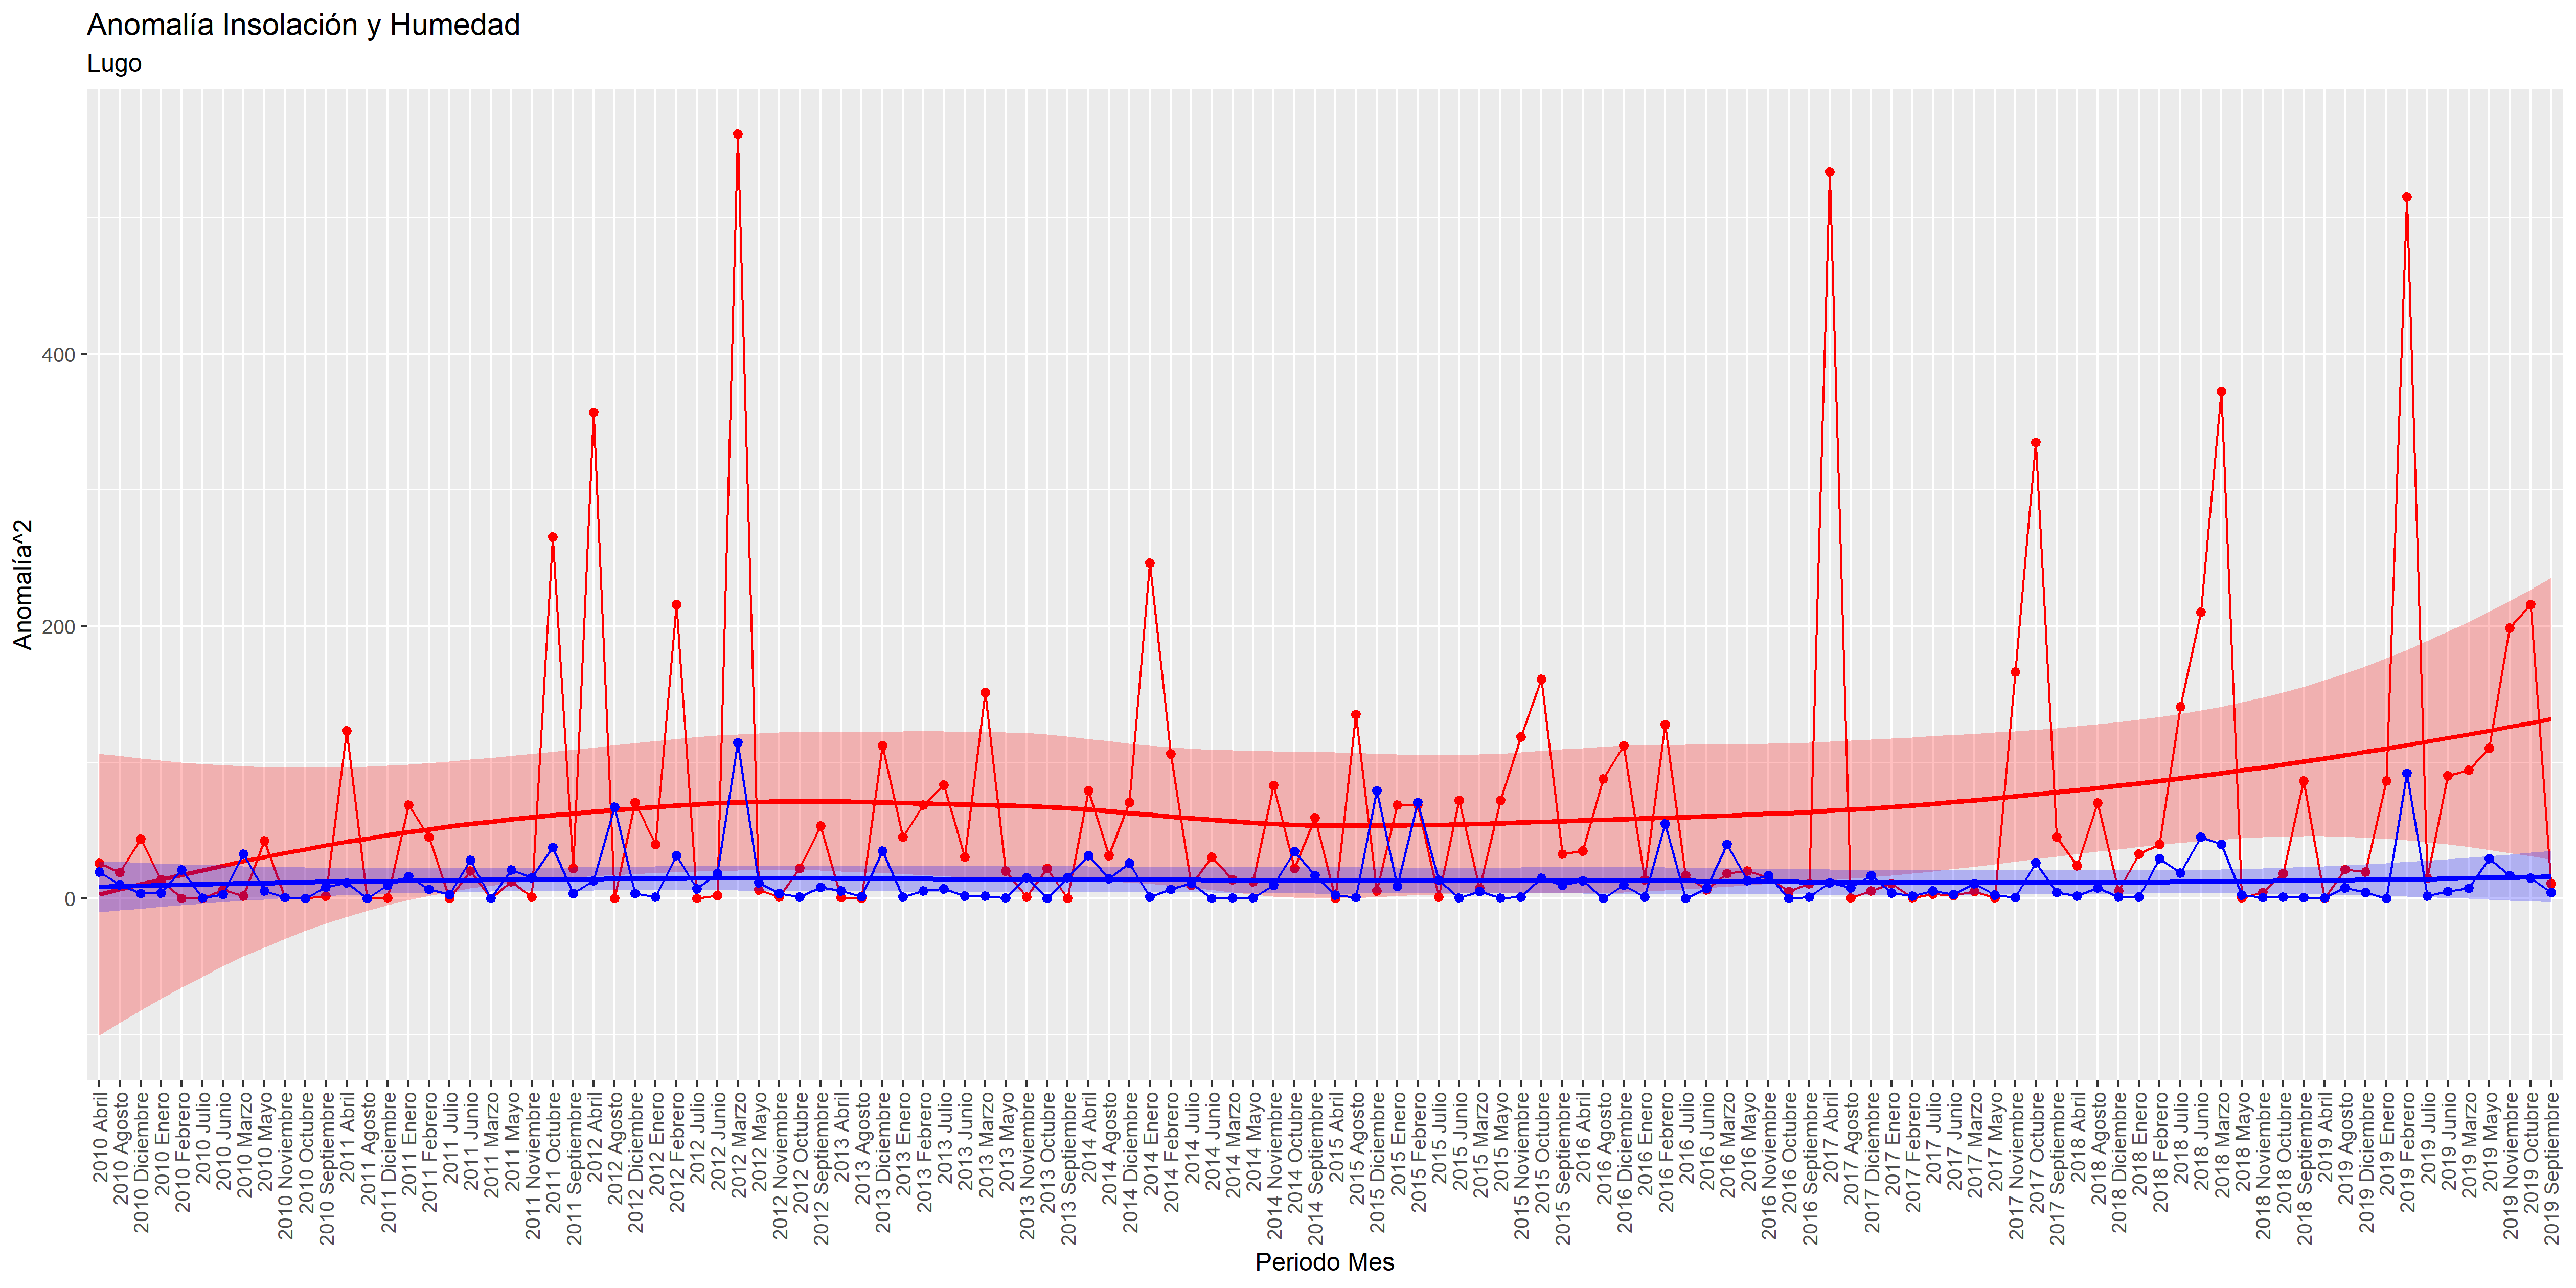 Anomalía Insolación y Humedad
Lugo
Anomalía^2
400
200
0
2010 Abril
2010 Agosto
2010 Diciembre
2010 Enero
2010 Febrero
2010 Julio
2010 Junio
2010 Marzo
2010 Mayo
2010 Noviembre
2010 Octubre
2010 Septiembre
2011 Abril
2011 Agosto
2011 Diciembre
2011 Enero
2011 Febrero
2011 Julio
2011 Junio
2011 Marzo
2011 Mayo
2011 Noviembre
2011 Octubre
2011 Septiembre
2012 Abril
2012 Agosto
2012 Diciembre
2012 Enero
2012 Febrero
2012 Julio
2012 Junio
2012 Marzo
2012 Mayo
2012 Noviembre
2012 Octubre
2012 Septiembre
2013 Abril
2013 Agosto
2013 Diciembre
2013 Enero
2013 Febrero
2013 Julio
2013 Junio
2013 Marzo
2013 Mayo
2013 Noviembre
2013 Octubre
2013 Septiembre
2014 Abril
2014 Agosto
2014 Diciembre
2014 Enero
2014 Febrero
2014 Julio
2014 Junio
2014 Marzo
2014 Mayo
2014 Noviembre
2014 Octubre
2014 Septiembre
2015 Abril
2015 Agosto
2015 Diciembre
2015 Enero
2015 Febrero
2015 Julio
2015 Junio
2015 Marzo
2015 Mayo
2015 Noviembre
2015 Octubre
2015 Septiembre
2016 Abril
2016 Agosto
2016 Diciembre
2016 Enero
2016 Febrero
2016 Julio
2016 Junio
2016 Marzo
2016 Mayo
2016 Noviembre
2016 Octubre
2016 Septiembre
2017 Abril
2017 Agosto
2017 Diciembre
2017 Enero
2017 Febrero
2017 Julio
2017 Junio
2017 Marzo
2017 Mayo
2017 Noviembre
2017 Octubre
2017 Septiembre
2018 Abril
2018 Agosto
2018 Diciembre
2018 Enero
2018 Febrero
2018 Julio
2018 Junio
2018 Marzo
2018 Mayo
2018 Noviembre
2018 Octubre
2018 Septiembre
2019 Abril
2019 Agosto
2019 Diciembre
2019 Enero
2019 Febrero
2019 Julio
2019 Junio
2019 Marzo
2019 Mayo
2019 Noviembre
2019 Octubre
2019 Septiembre
Periodo Mes